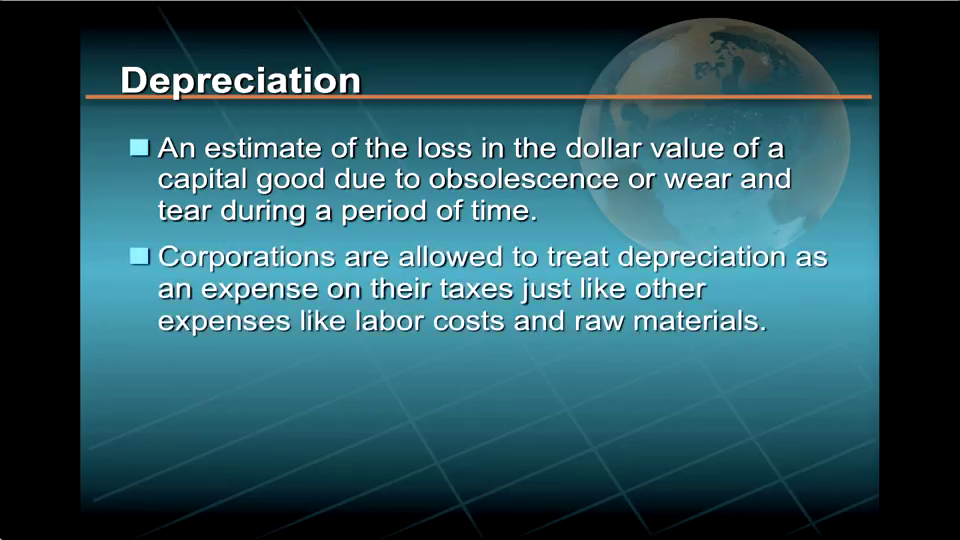 Depreciation
An estimate of the loss in the dollar value of a
capital good due to obsolescence or wear and
tear during a period of time.
Corporations are allowed to treat depreciation as
an expense on their taxes just like other
expenses like labor costs and raw materials.